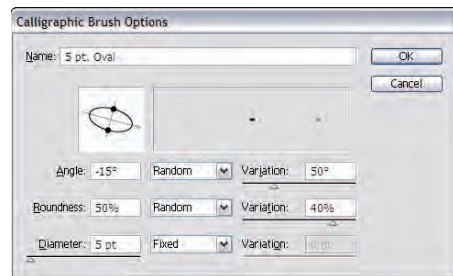 Calligraphic Brush Options
Name: 5 pt. Oval
OK
Cancel
Angle: -15° Random Variation: 50°
Roundness: 50% Random Variation: 40%
Diameter: 5 pt Fixed Variation: